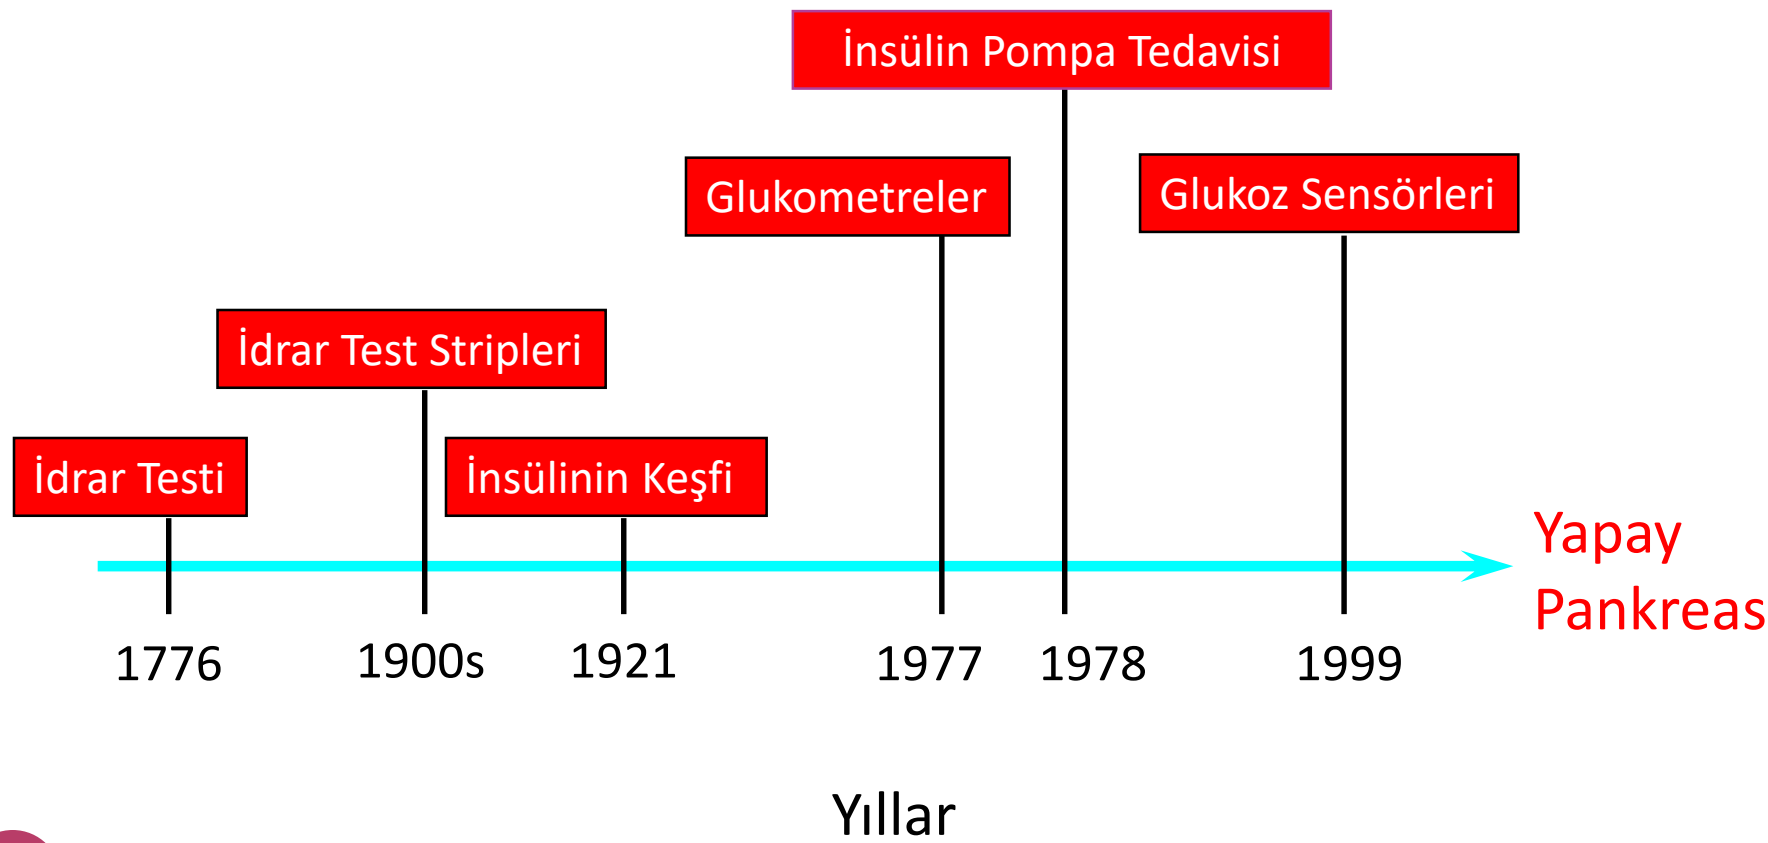 İnsülin Pompa Tedavisi
Glukometreler
Glukoz Sensörleri
İdrar Test Stripleri
İdrar Testi
İnsülinin Keşfi
Yapay
Pankreas
1776
1900s
1921
1977
1978
1999
Yıllar